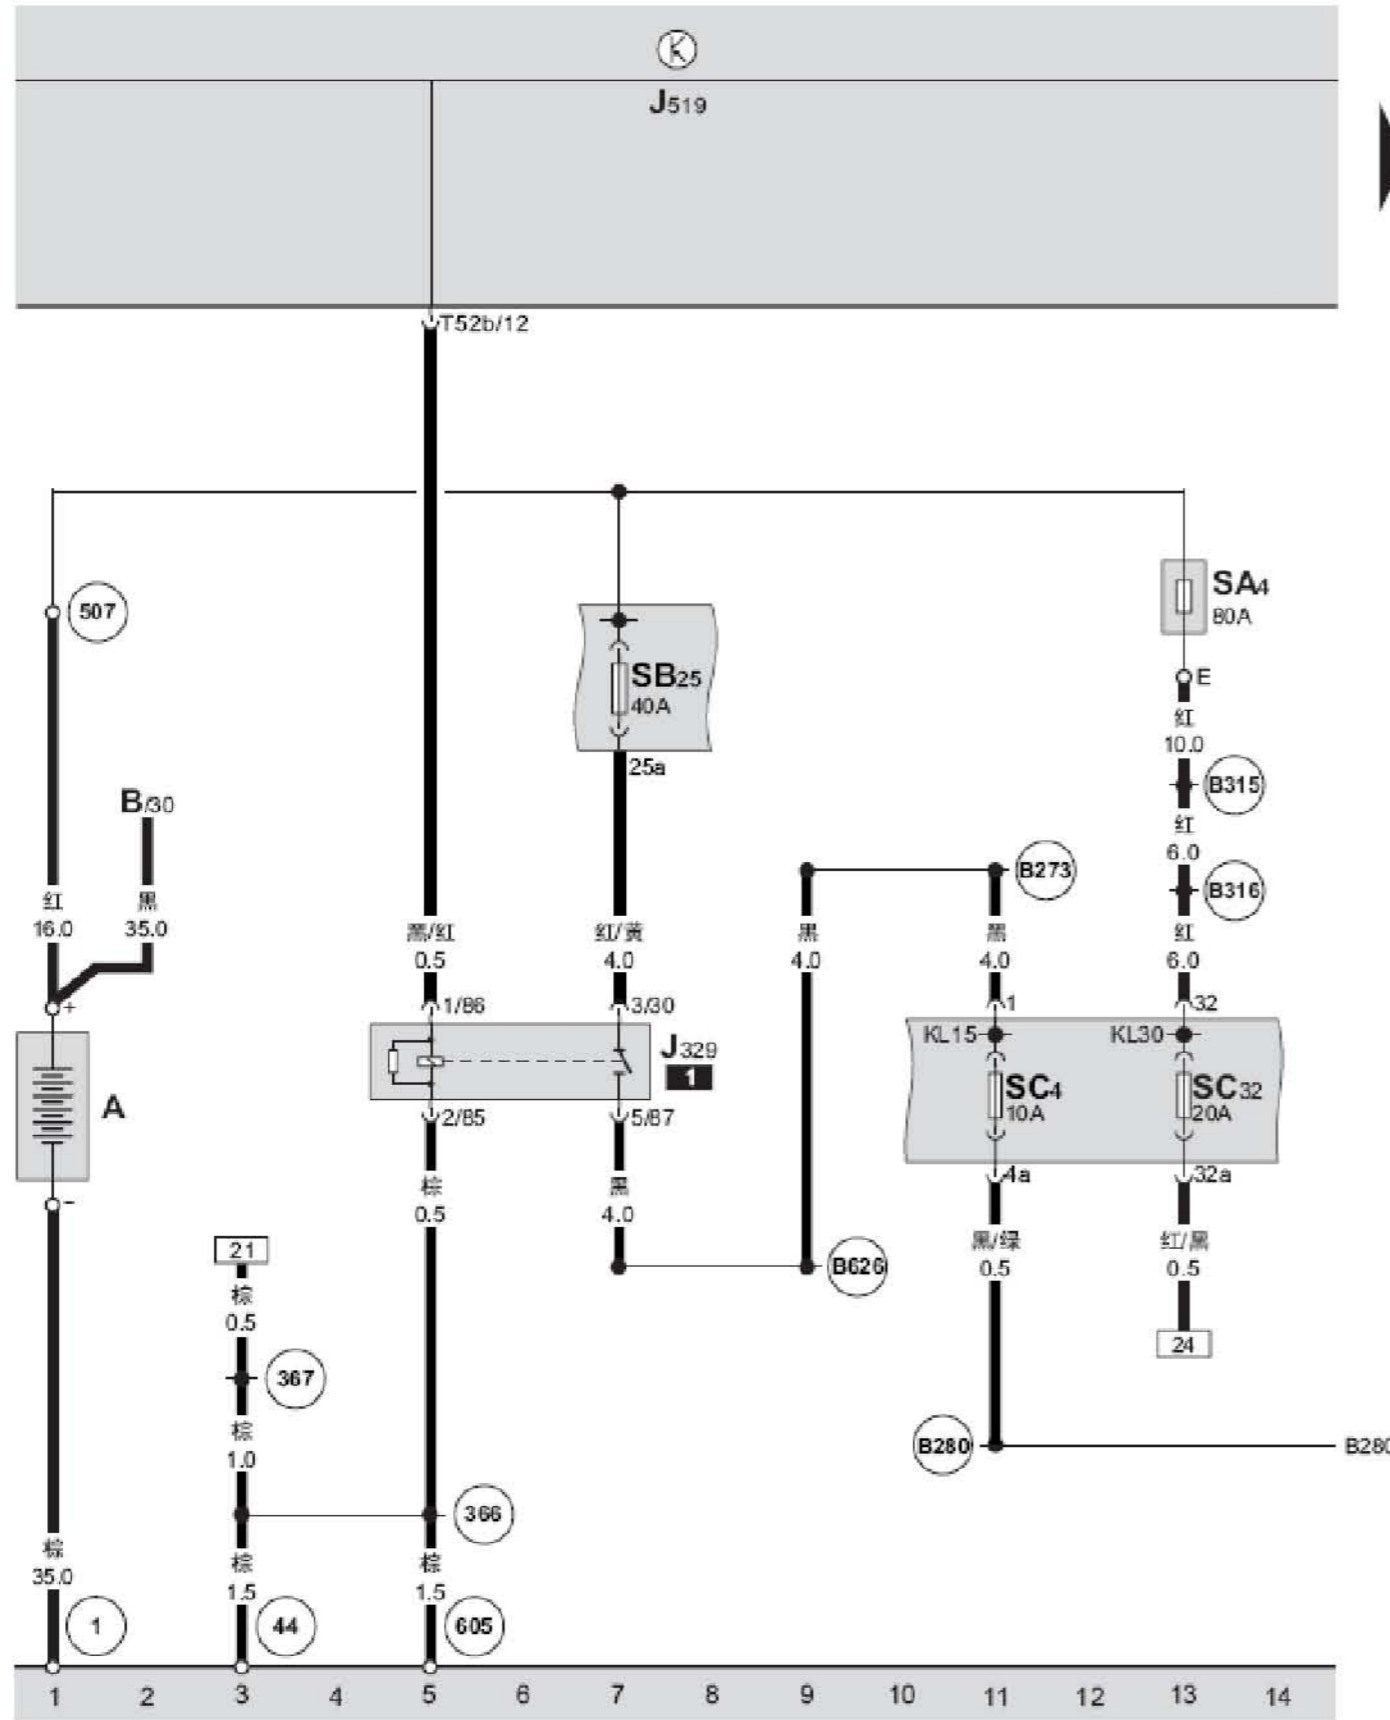 K
J519
T52b/12
507
SA4
80A
SB25
40A
25a
E
红
10.0
B315
红
6.0
B316
B/30
B273
红
16.0
黑
35.0
黑/红
0.5
红/黄
4.0
黑
4.0
黑
4.0
红
6.0
+
1/86
3/30
1
32
J329
1
KL15
KL30
A
SC4
10A
SC32
20A
2/85
5/87
4a
32a
-
棕
0.5
黑
4.0
21
棕
0.5
黑/绿
0.5
红/黑
0.5
B626
24
367
棕
1.0
B280
B280
366
棕
35.0
棕
1.5
棕
1.5
1
44
605
1 2 3 4 5 6 7 8 9 10 11 12 13 14